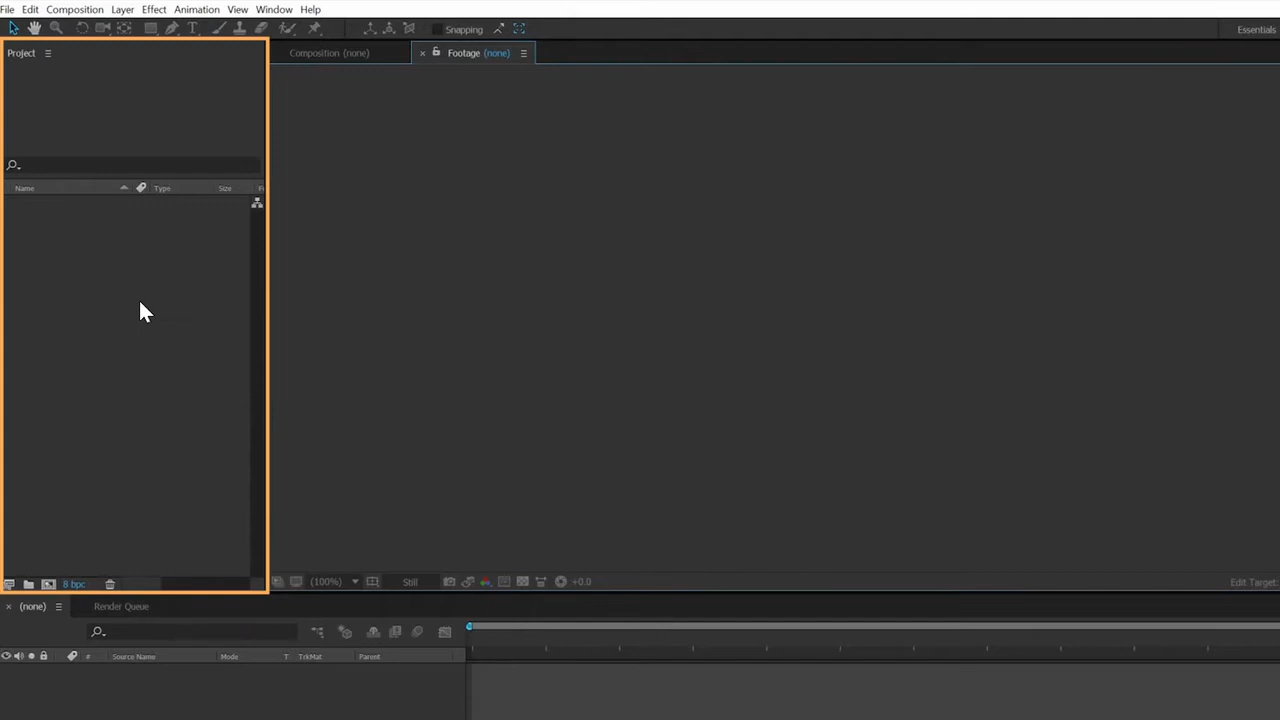 File Edit Composition Layer Effect Animation View Window Help
Snapping Essentials
Project Composition (none) Footage (none)
Name Type Size
8 bpc (100%) Still +0.0 Edit Target:
(none) Render Queue
# Source Name Mode T TrkMat Parent